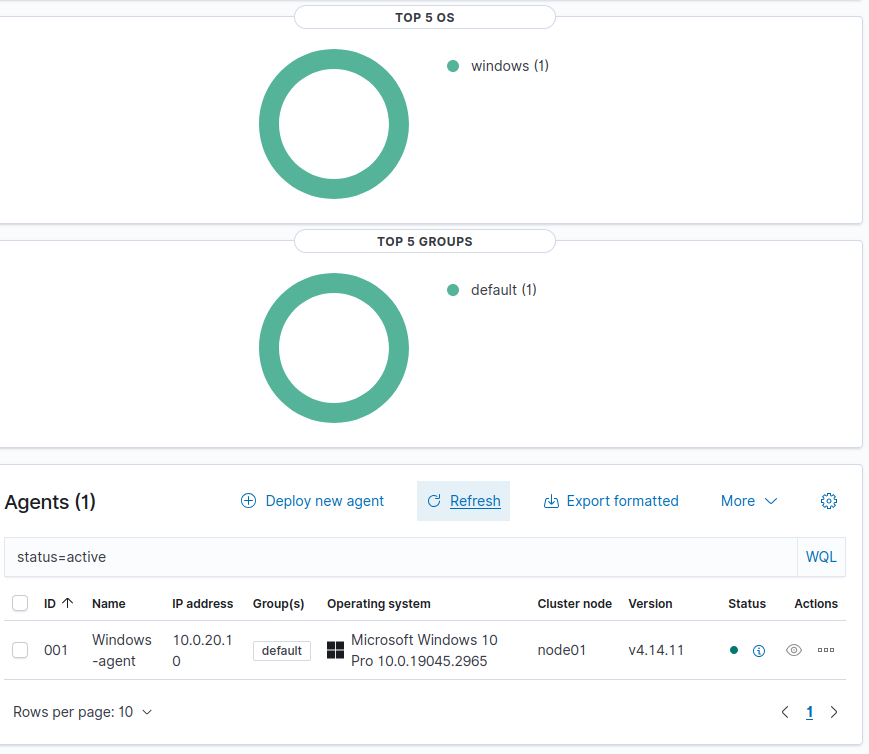 TOP 5 OS
windows (1)
TOP 5 GROUPS
default (1)
Agents (1)
Deploy new agent
Refresh
Export formatted
More
status=active
WQL
ID
Name
IP address
Group(s)
Operating system
Cluster node
Version
Status
Actions
001
Windows
-agent
10.0.20.1
0
default
Microsoft Windows 10
Pro 10.0.19045.2965
node01
v4.14.11
Rows per page: 10
1